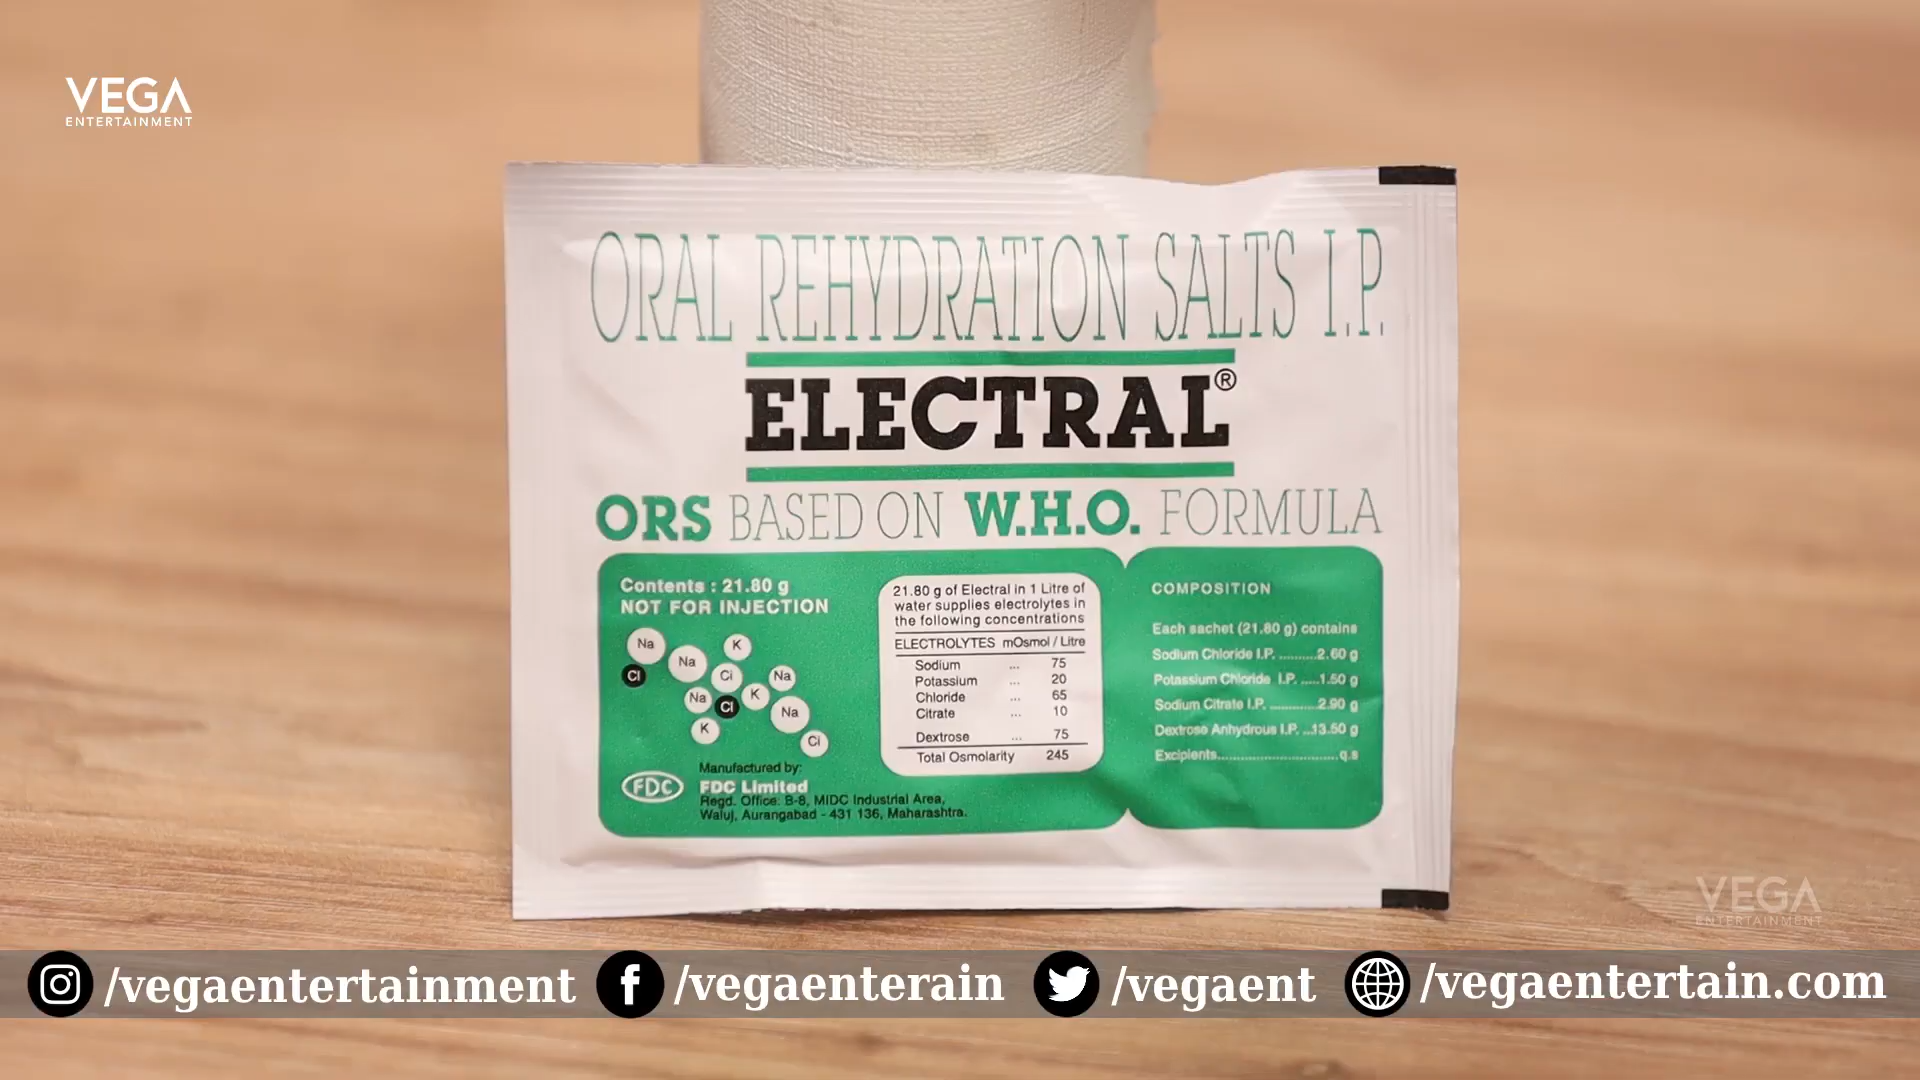 VEGA
ENTERTAINMENT
ORAL REHYDRATION SALTS I.P.
ELECTRAL®
ORS BASED ON W.H.O. FORMULA
Contents : 21.80 g
NOT FOR INJECTION
Na
K
Na
Cl
Ci
Na
Na
K
Cl
Na
K
Ci
Manufactured by:
FDC
FDC Limited
Regd. Office: B-8, MIDC Industrial Area,
Waluj, Aurangabad - 431 136, Maharashtra.
21.80 g of Electral in 1 Litre of
water supplies electrolytes in
the following concentrations
ELECTROLYTES mOsmol / Litre
Sodium ... 75
Potassium ... 20
Chloride ... 65
Citrate ... 10
Dextrose ... 75
Total Osmolarity 245
COMPOSITION
Each sachet (21.80 g) contains
Sodium Chloride I.P. .........2.60 g
Potassium Chloride I.P. .....1.50 g
Sodium Citrate I.P. ............2.90 g
Dextrose Anhydrous I.P. ...13.50 g
Excipients..............................q.s
VEGA
ENTERTAINMENT
/vegaentertainment
/vegaenterain
/vegaent
/vegaentertain.com